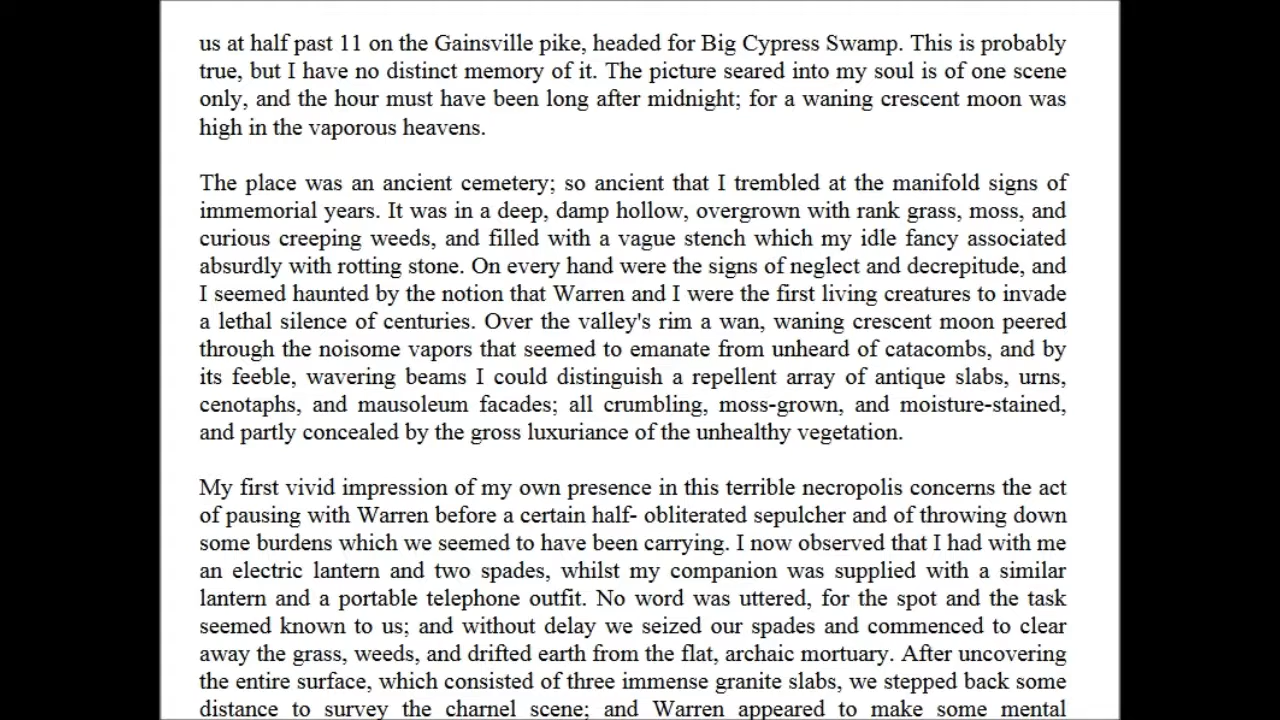 us at half past 11 on the Gainsville pike, headed for Big Cypress Swamp. This is probably
true, but I have no distinct memory of it. The picture seared into my soul is of one scene
only, and the hour must have been long after midnight; for a waning crescent moon was
high in the vaporous heavens.
The place was an ancient cemetery; so ancient that I trembled at the manifold signs of
immemorial years. It was in a deep, damp hollow, overgrown with rank grass, moss, and
curious creeping weeds, and filled with a vague stench which my idle fancy associated
absurdly with rotting stone. On every hand were the signs of neglect and decrepitude, and
I seemed haunted by the notion that Warren and I were the first living creatures to invade
a lethal silence of centuries. Over the valley's rim a wan, waning crescent moon peered
through the noisome vapors that seemed to emanate from unheard of catacombs, and by
its feeble, wavering beams I could distinguish a repellent array of antique slabs, urns,
cenotaphs, and mausoleum facades; all crumbling, moss-grown, and moisture-stained,
and partly concealed by the gross luxuriance of the unhealthy vegetation.
My first vivid impression of my own presence in this terrible necropolis concerns the act
of pausing with Warren before a certain half- obliterated sepulcher and of throwing down
some burdens which we seemed to have been carrying. I now observed that I had with me
an electric lantern and two spades, whilst my companion was supplied with a similar
lantern and a portable telephone outfit. No word was uttered, for the spot and the task
seemed known to us; and without delay we seized our spades and commenced to clear
away the grass, weeds, and drifted earth from the flat, archaic mortuary. After uncovering
the entire surface, which consisted of three immense granite slabs, we stepped back some
distance to survey the charnel scene; and Warren appeared to make some mental